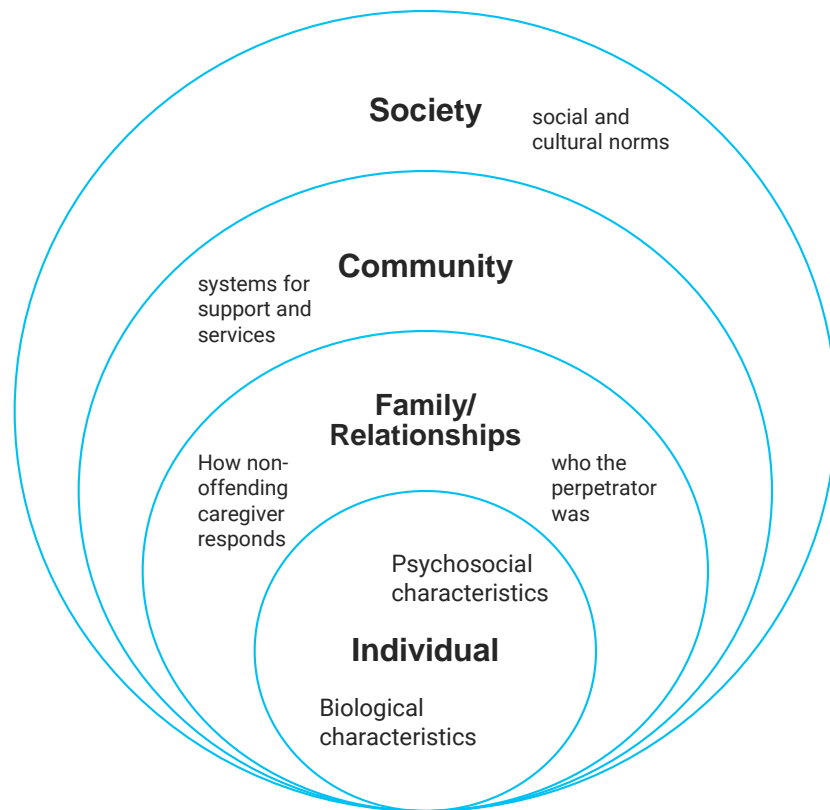 Society
social and
cultural norms
Community
systems for
support and
services
Family/
Relationships
How non-
offending
caregiver
responds
who the
perpetrator
was
Psychosocial
characteristics
Individual
Biological
characteristics